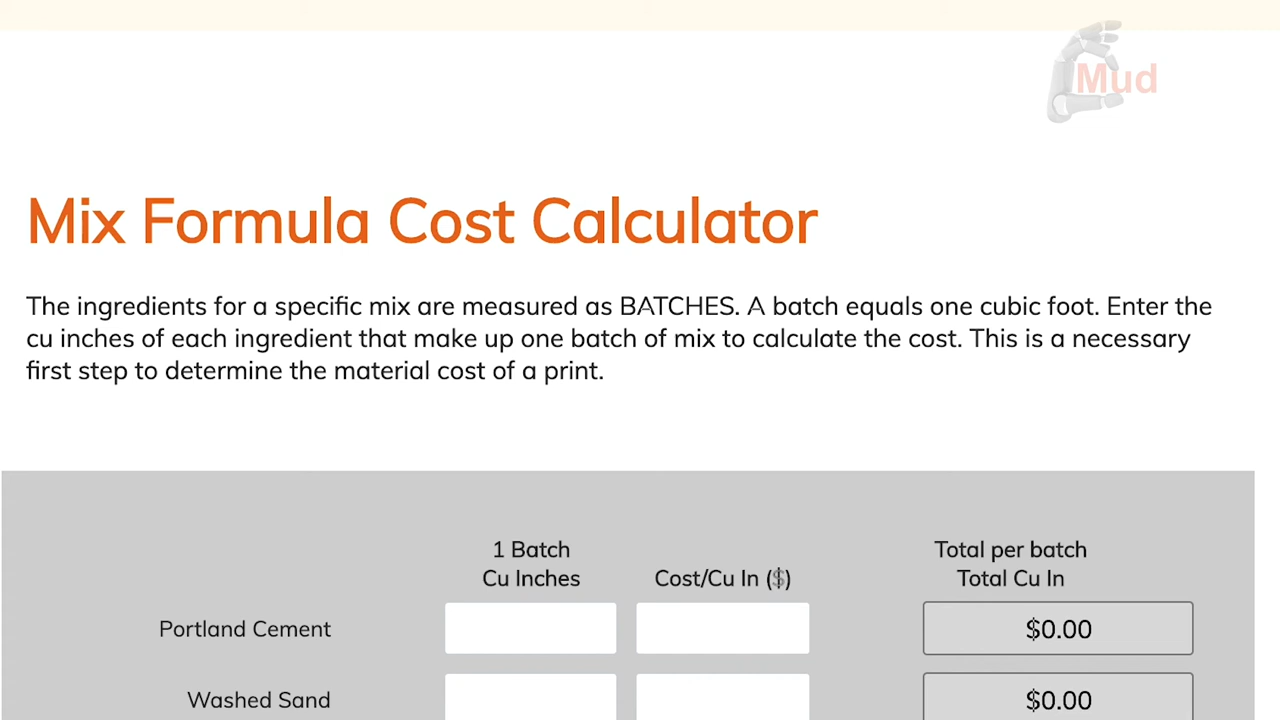 Mud
Mix Formula Cost Calculator
The ingredients for a specific mix are measured as BATCHES. A batch equals one cubic foot. Enter the
cu inches of each ingredient that make up one batch of mix to calculate the cost. This is a necessary
first step to determine the material cost of a print.
1 Batch
Cu Inches
Cost/Cu In ($)
Total per batch
Total Cu In
Portland Cement
$0.00
Washed Sand
$0.00